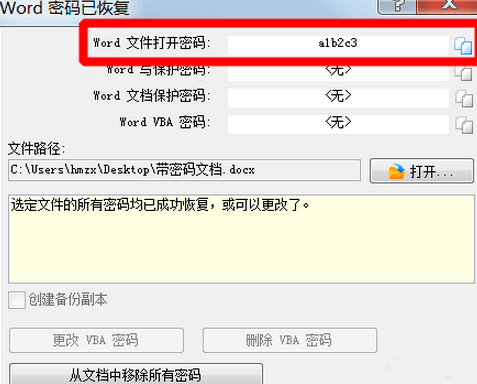 Word 密码已恢复
Word 文件打开密码: a1b2c3
Word 写保护密码: <无>
Word 文档保护密码: <无>
Word VBA 密码: <无>
文件路径:
C:\Users\hmzx\Desktop\带密码文档.docx 打开...
选定文件的所有密码均已成功恢复，或可以更改了。
创建备份副本
更改 VBA 密码 删除 VBA 密码
从文档中移除所有密码